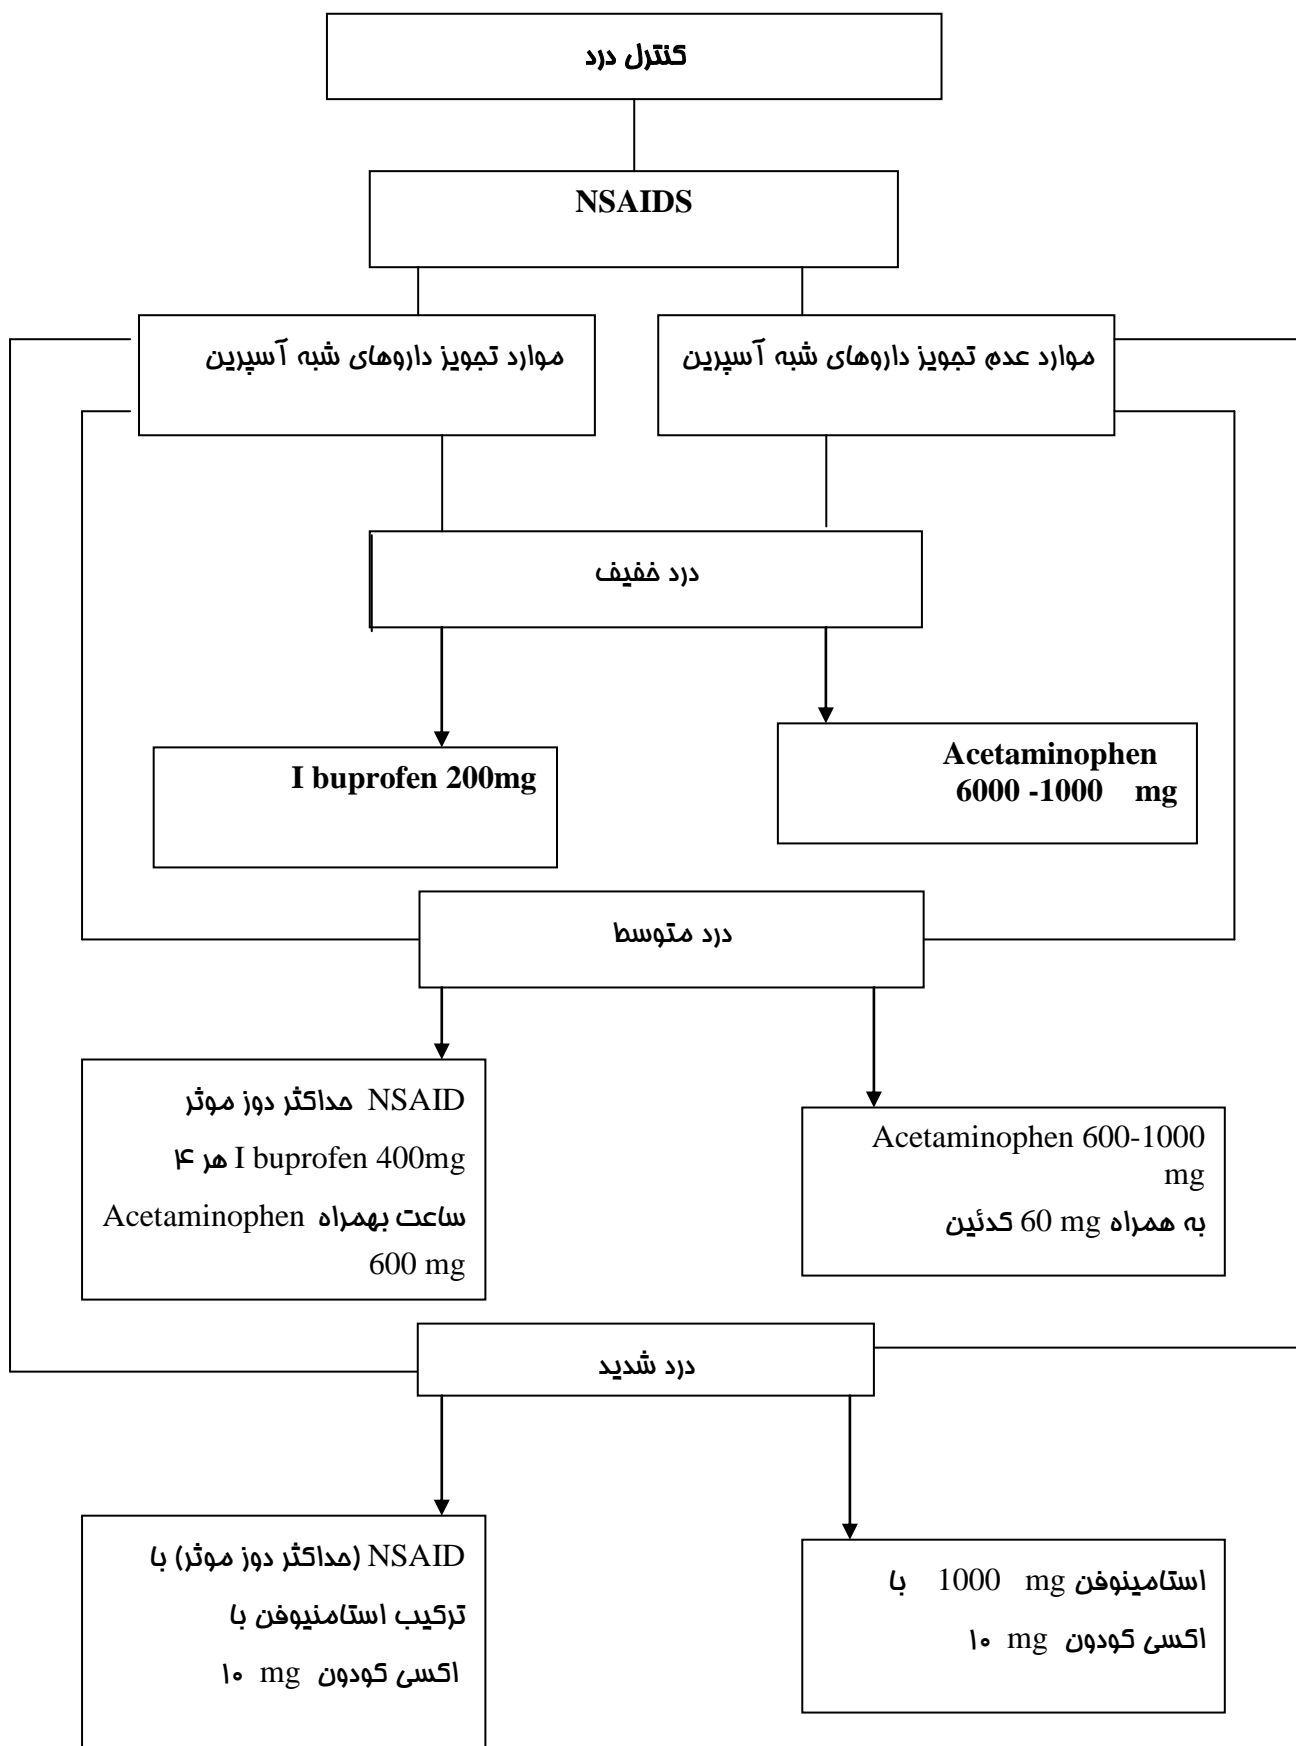 کنترل درد
NSAIDS
موارد عدم تجویز داروهای شبه آسپرین
موارد تجویز داروهای شبه آسپرین
درد خفیف
Acetaminophen
6000 -1000 mg
I buprofen 200mg
درد متوسط
Acetaminophen 600-1000
mg
به همراه 60 mg کدئین
NSAID حداکثر دوز موثر
I buprofen 400mg هر ۴
ساعت بهمراه Acetaminophen
600 mg
درد شدید
استامینوفن 1000 mg با
اکسی کودون ۱۰ mg
NSAID (حداکثر دوز موثر) با
ترکیب استامنیوفن با
اکسی کودون ۱۰ mg